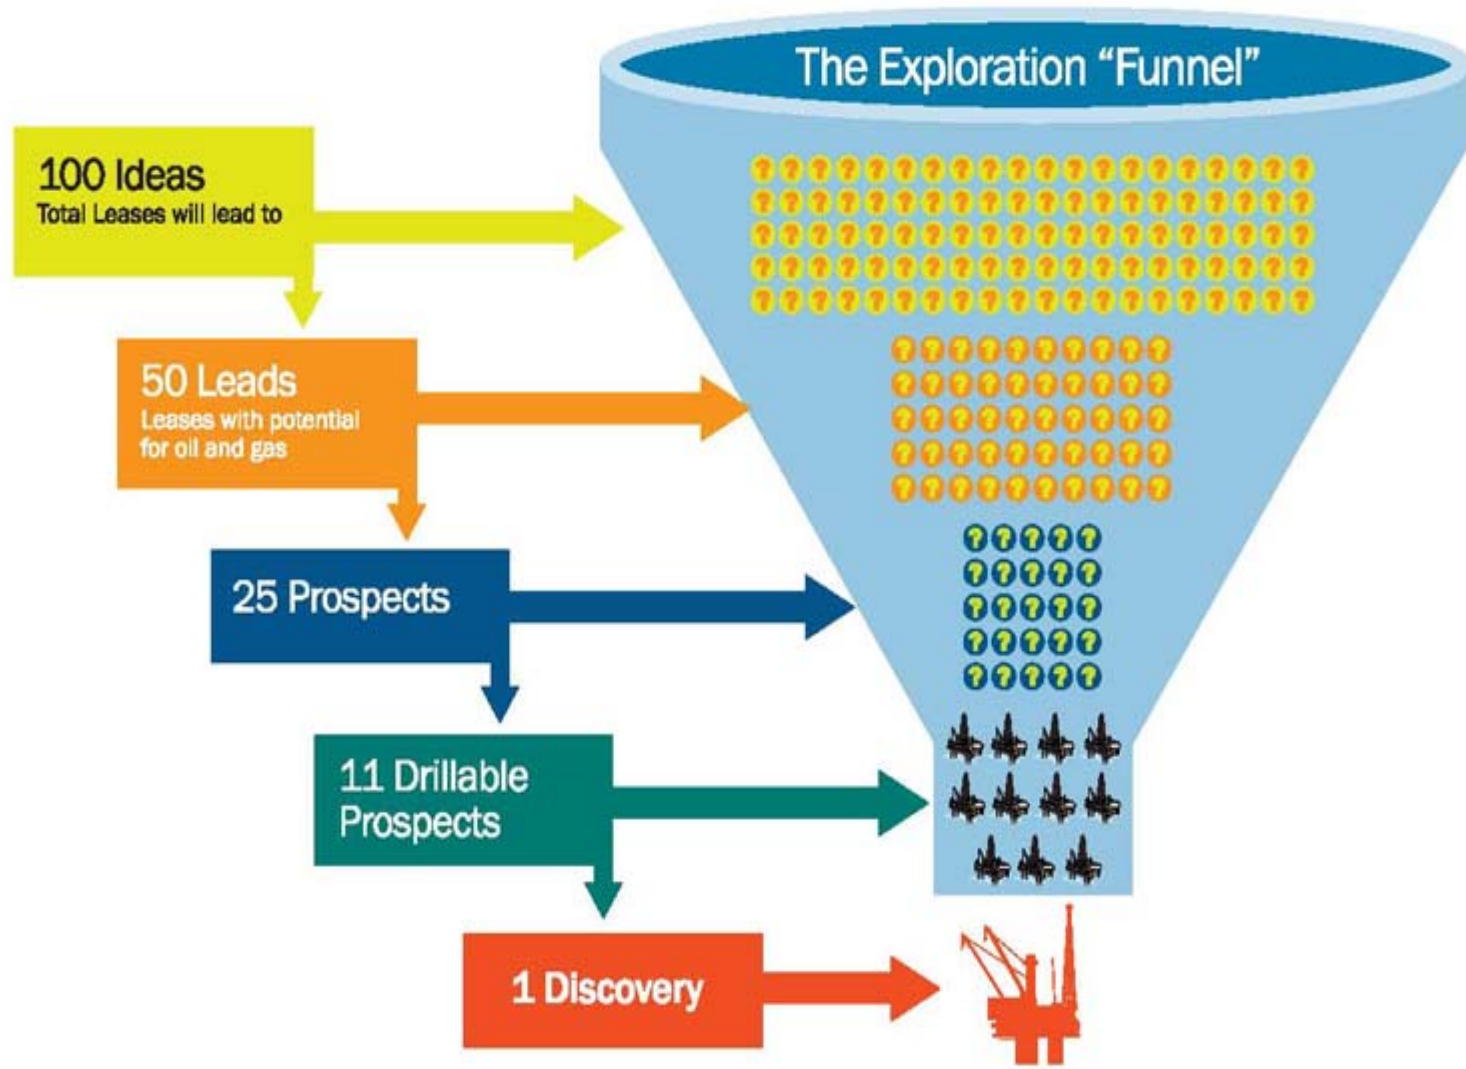 The Exploration “Funnel”
100 Ideas
Total Leases will lead to
50 Leads
Leases with potential
for oil and gas
25 Prospects
11 Drillable
Prospects
1 Discovery